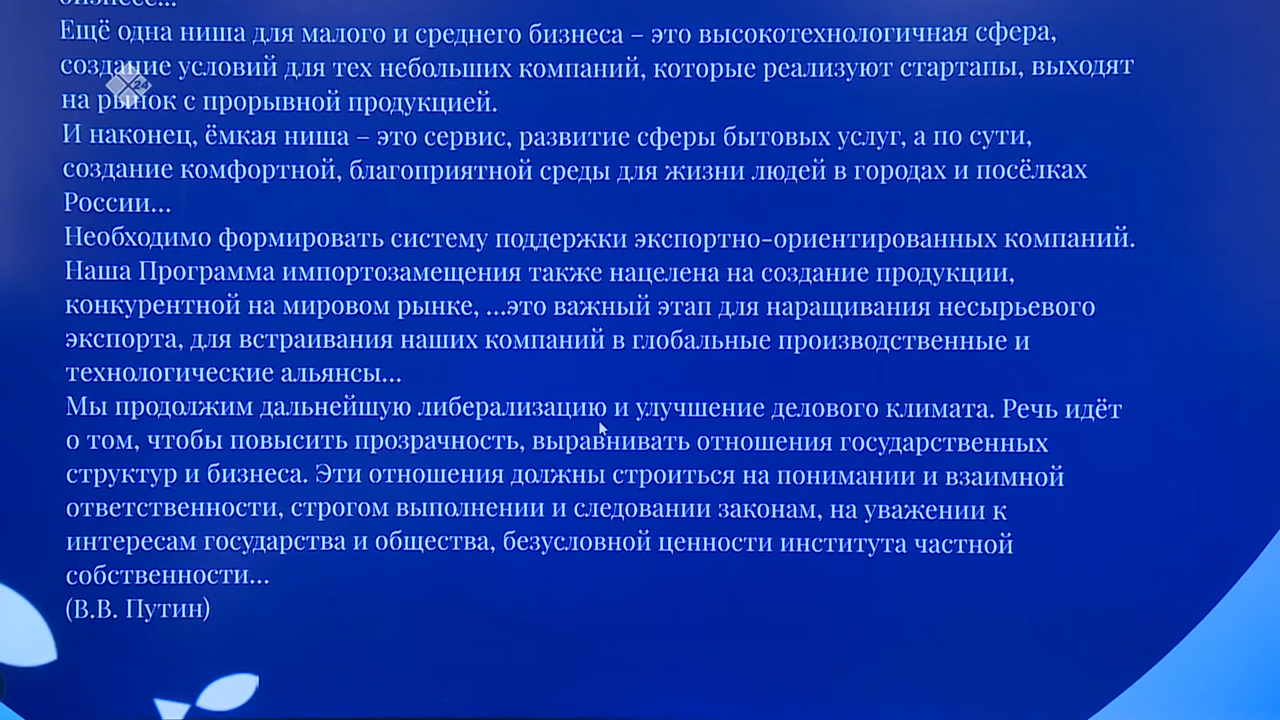 бизнесе...
Ещё одна ниша для малого и среднего бизнеса – это высокотехнологичная сфера,
создание условий для тех небольших компаний, которые реализуют стартапы, выходят
на рынок с прорывной продукцией.
И наконец, ёмкая ниша – это сервис, развитие сферы бытовых услуг, а по сути,
создание комфортной, благоприятной среды для жизни людей в городах и посёлках
России...
Необходимо формировать систему поддержки экспортно-ориентированных компаний.
Наша Программа импортозамещения также нацелена на создание продукции,
конкурентной на мировом рынке, ...это важный этап для наращивания несырьевого
экспорта, для встраивания наших компаний в глобальные производственные и
технологические альянсы...
Мы продолжим дальнейшую либерализацию и улучшение делового климата. Речь идёт
о том, чтобы повысить прозрачность, выравнивать отношения государственных
структур и бизнеса. Эти отношения должны строиться на понимании и взаимной
ответственности, строгом выполнении и следовании законам, на уважении к
интересам государства и общества, безусловной ценности института частной
собственности...
(В.В. Путин)